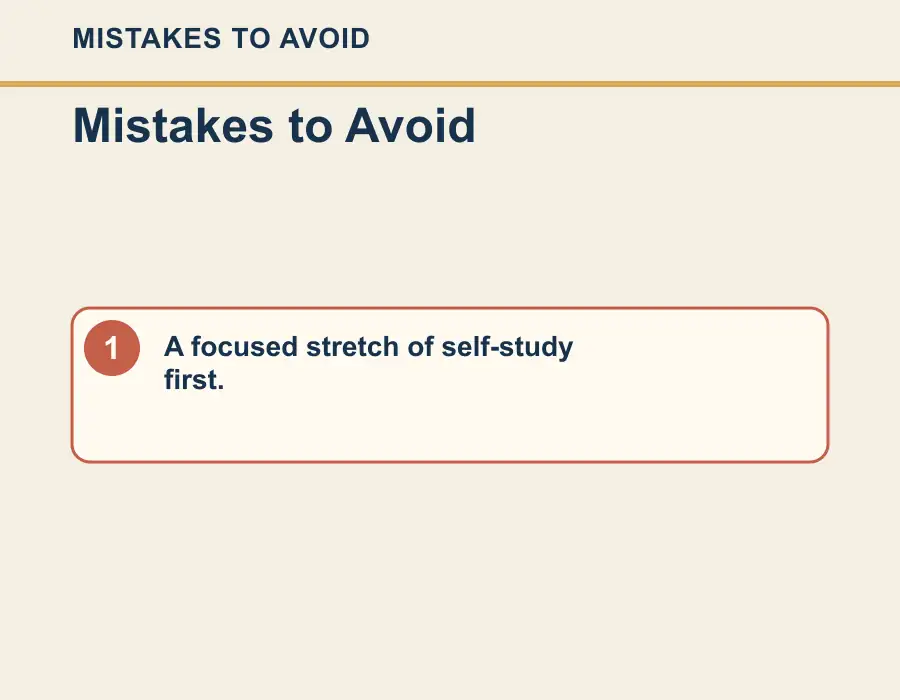 MISTAKES TO AVOID
Mistakes to Avoid
1
A focused stretch of self-study
first.